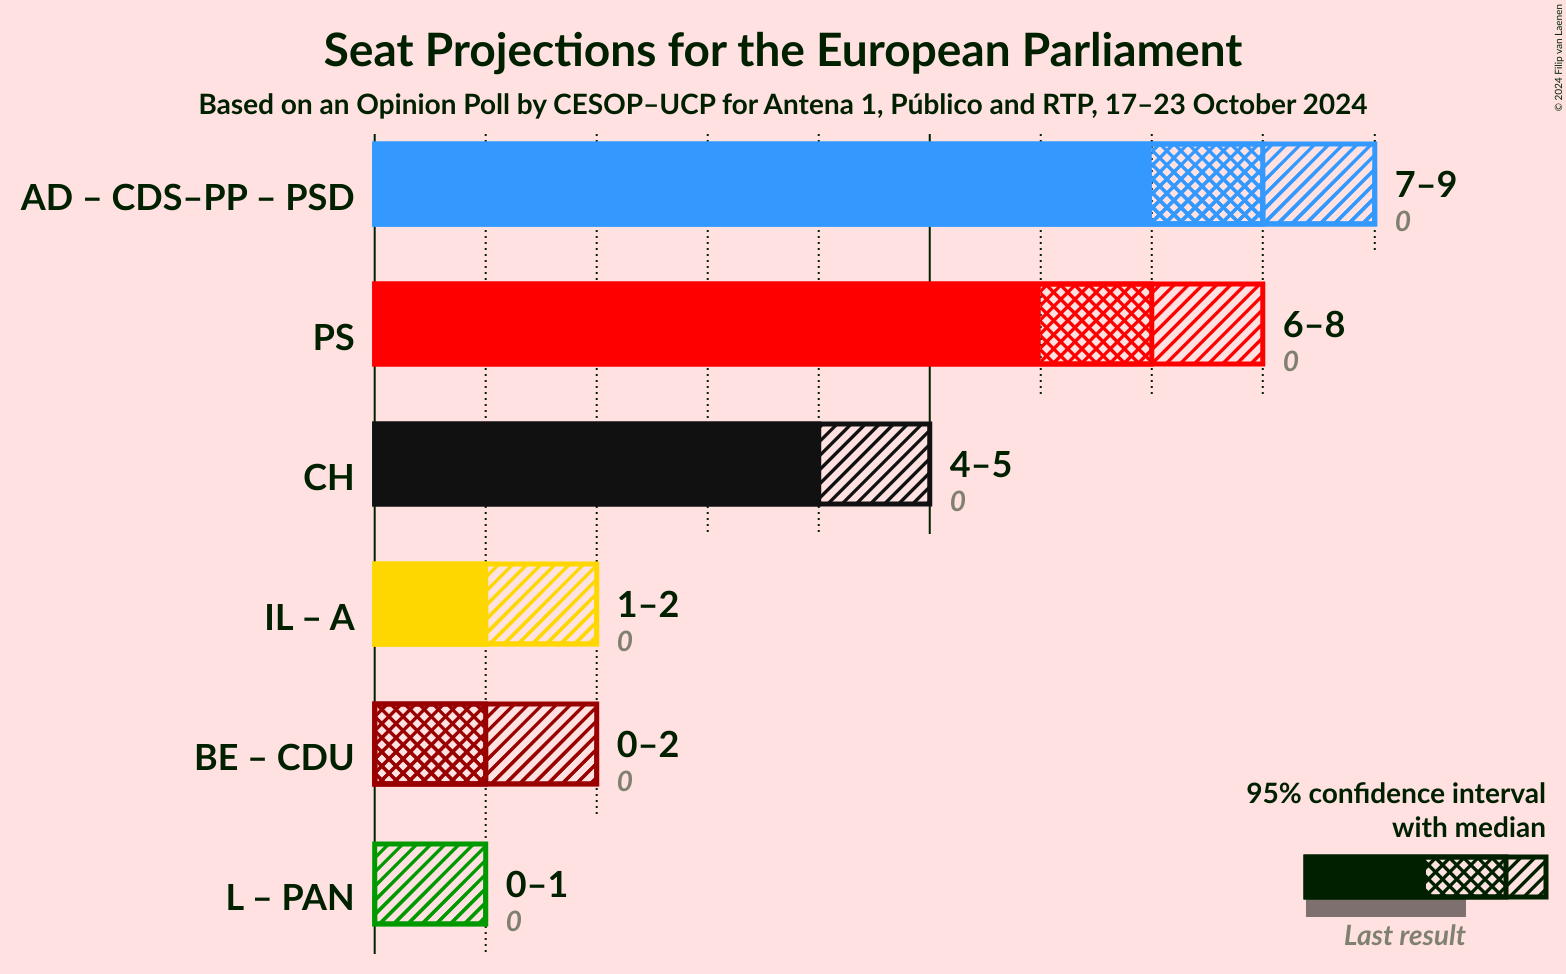 Seat Projections for the European Parliament
Based on an Opinion Poll by CESOP–UCP for Antena 1, Público and RTP, 17–23 October 2024
© 2024 Filip van Laenen
AD – CDS–PP – PSD
7–9
0
PS
6–8
0
CH
4–5
0
IL – A
1–2
0
BE – CDU
0–2
0
L – PAN
0–1
0
95% confidence interval
with median
Last result